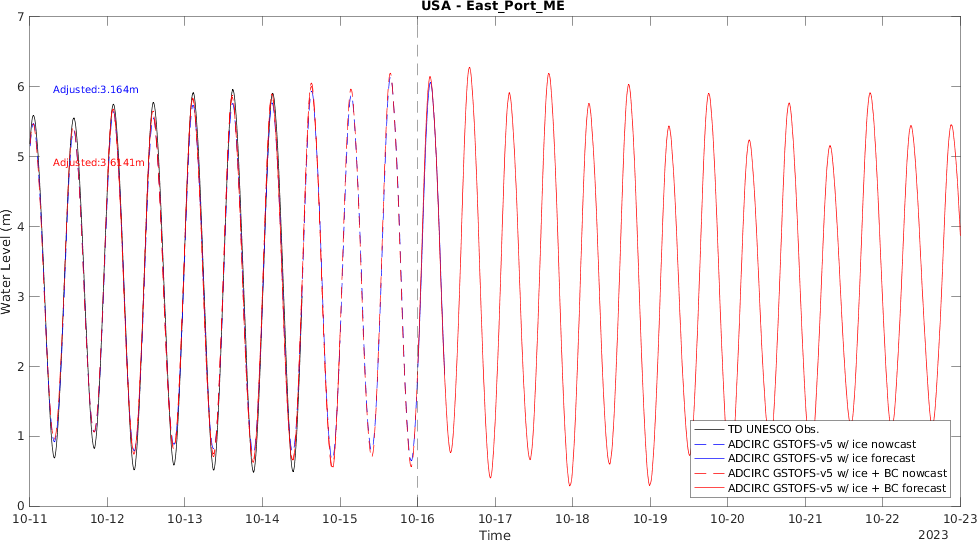 USA - East_Port_ME
7
6
5
4
3
2
1
0
Water Level (m)
Adjusted:3.164m
Adjusted:3.6141m
TD UNESCO Obs.
ADCIRC GSTOFS-v5 w/ ice nowcast
ADCIRC GSTOFS-v5 w/ ice forecast
ADCIRC GSTOFS-v5 w/ ice + BC nowcast
ADCIRC GSTOFS-v5 w/ ice + BC forecast
10-11 10-12 10-13 10-14 10-15 10-16 10-17 10-18 10-19 10-20 10-21 10-22 10-23
Time
2023